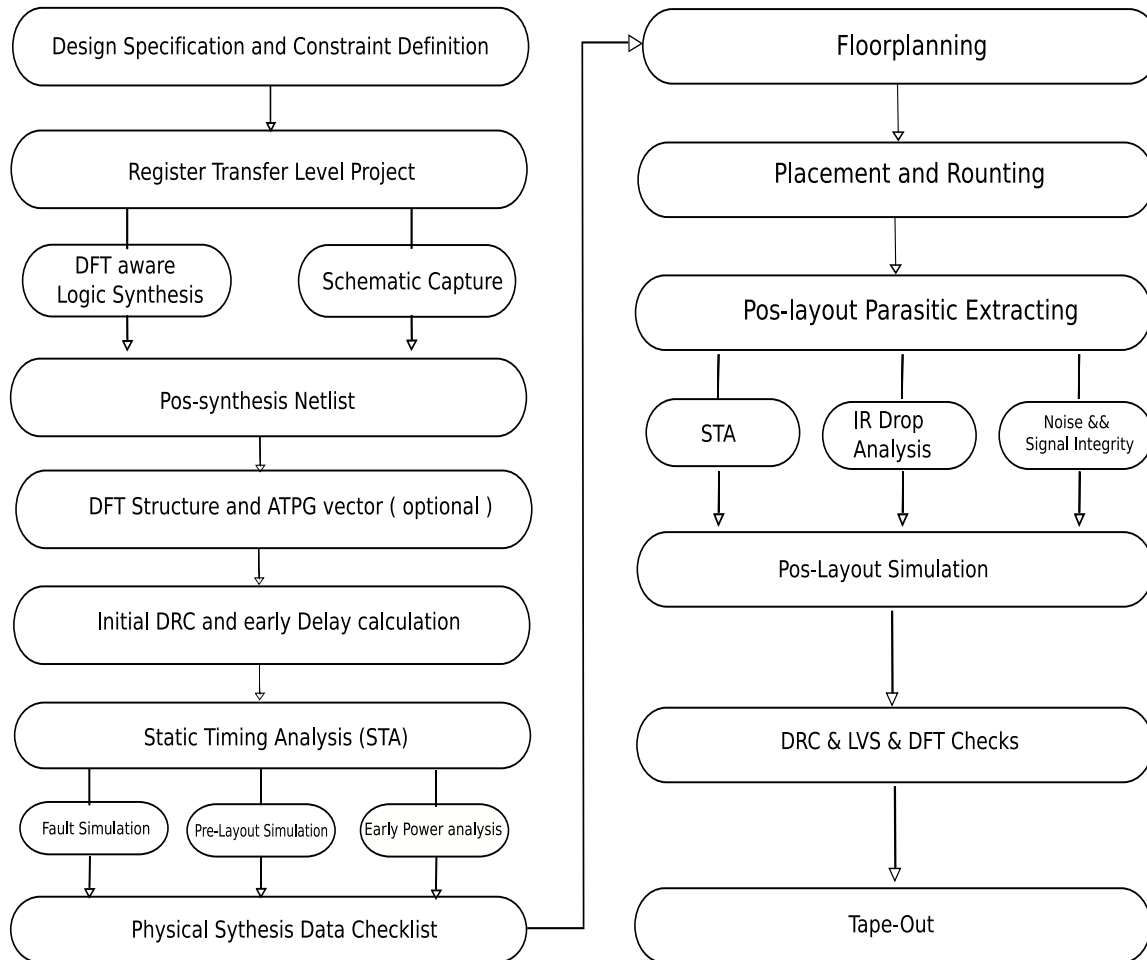 Design Specification and Constraint Definition
Register Transfer Level Project
DFT aware
Logic Synthesis
Schematic Capture
Pos-synthesis Netlist
DFT Structure and ATPG vector ( optional )
Initial DRC and early Delay calculation
Static Timing Analysis (STA)
Fault Simulation
Pre-Layout Simulation
Early Power analysis
Physical Sythesis Data Checklist
Floorplanning
Placement and Rounting
Pos-layout Parasitic Extracting
STA
IR Drop
Analysis
Noise &&
Signal Integrity
Pos-Layout Simulation
DRC & LVS & DFT Checks
Tape-Out